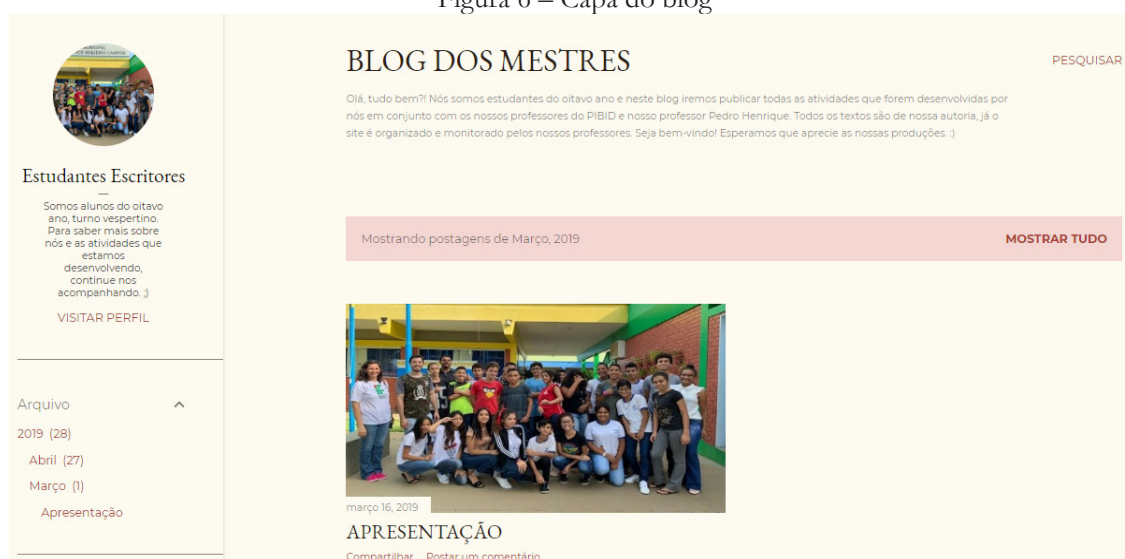 Figura 6 – Capa do blog
Estudantes Escritores
—
Somos alunos do oitavo
ano, turno vespertino.
Para saber mais sobre
nós e as atividades que
estamos
desenvolvendo,
continue nos
acompanhando. ;)
VISITAR PERFIL
Arquivo
2019 (28)
Abril (27)
Março (1)
Apresentação
BLOG DOS MESTRES
PESQUISAR
Olá, tudo bem?! Nós somos estudantes do oitavo ano e neste blog iremos publicar todas as atividades que forem desenvolvidas por
nós em conjunto com os nossos professores do PIBID e nosso professor Pedro Henrique. Todos os textos são de nossa autoria, já o
site é organizado e monitorado pelos nossos professores. Seja bem-vindo! Esperamos que aprecie as nossas produções. :)
Mostrando postagens de Março, 2019
MOSTRAR TUDO
março 16, 2019
APRESENTAÇÃO
Compartilhar Postar um comentário